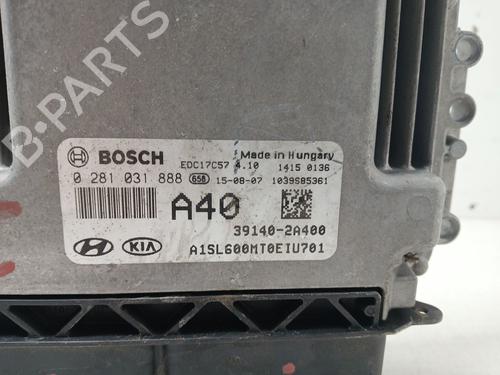 B-PARTS
BOSCH
EDC17C57 4.10
Made in Hungary
1415 0136
0 281 031 888 658 15-08-07 1039S85361
A40
39140-2A400
KIA
A1SL600MT0EIU701